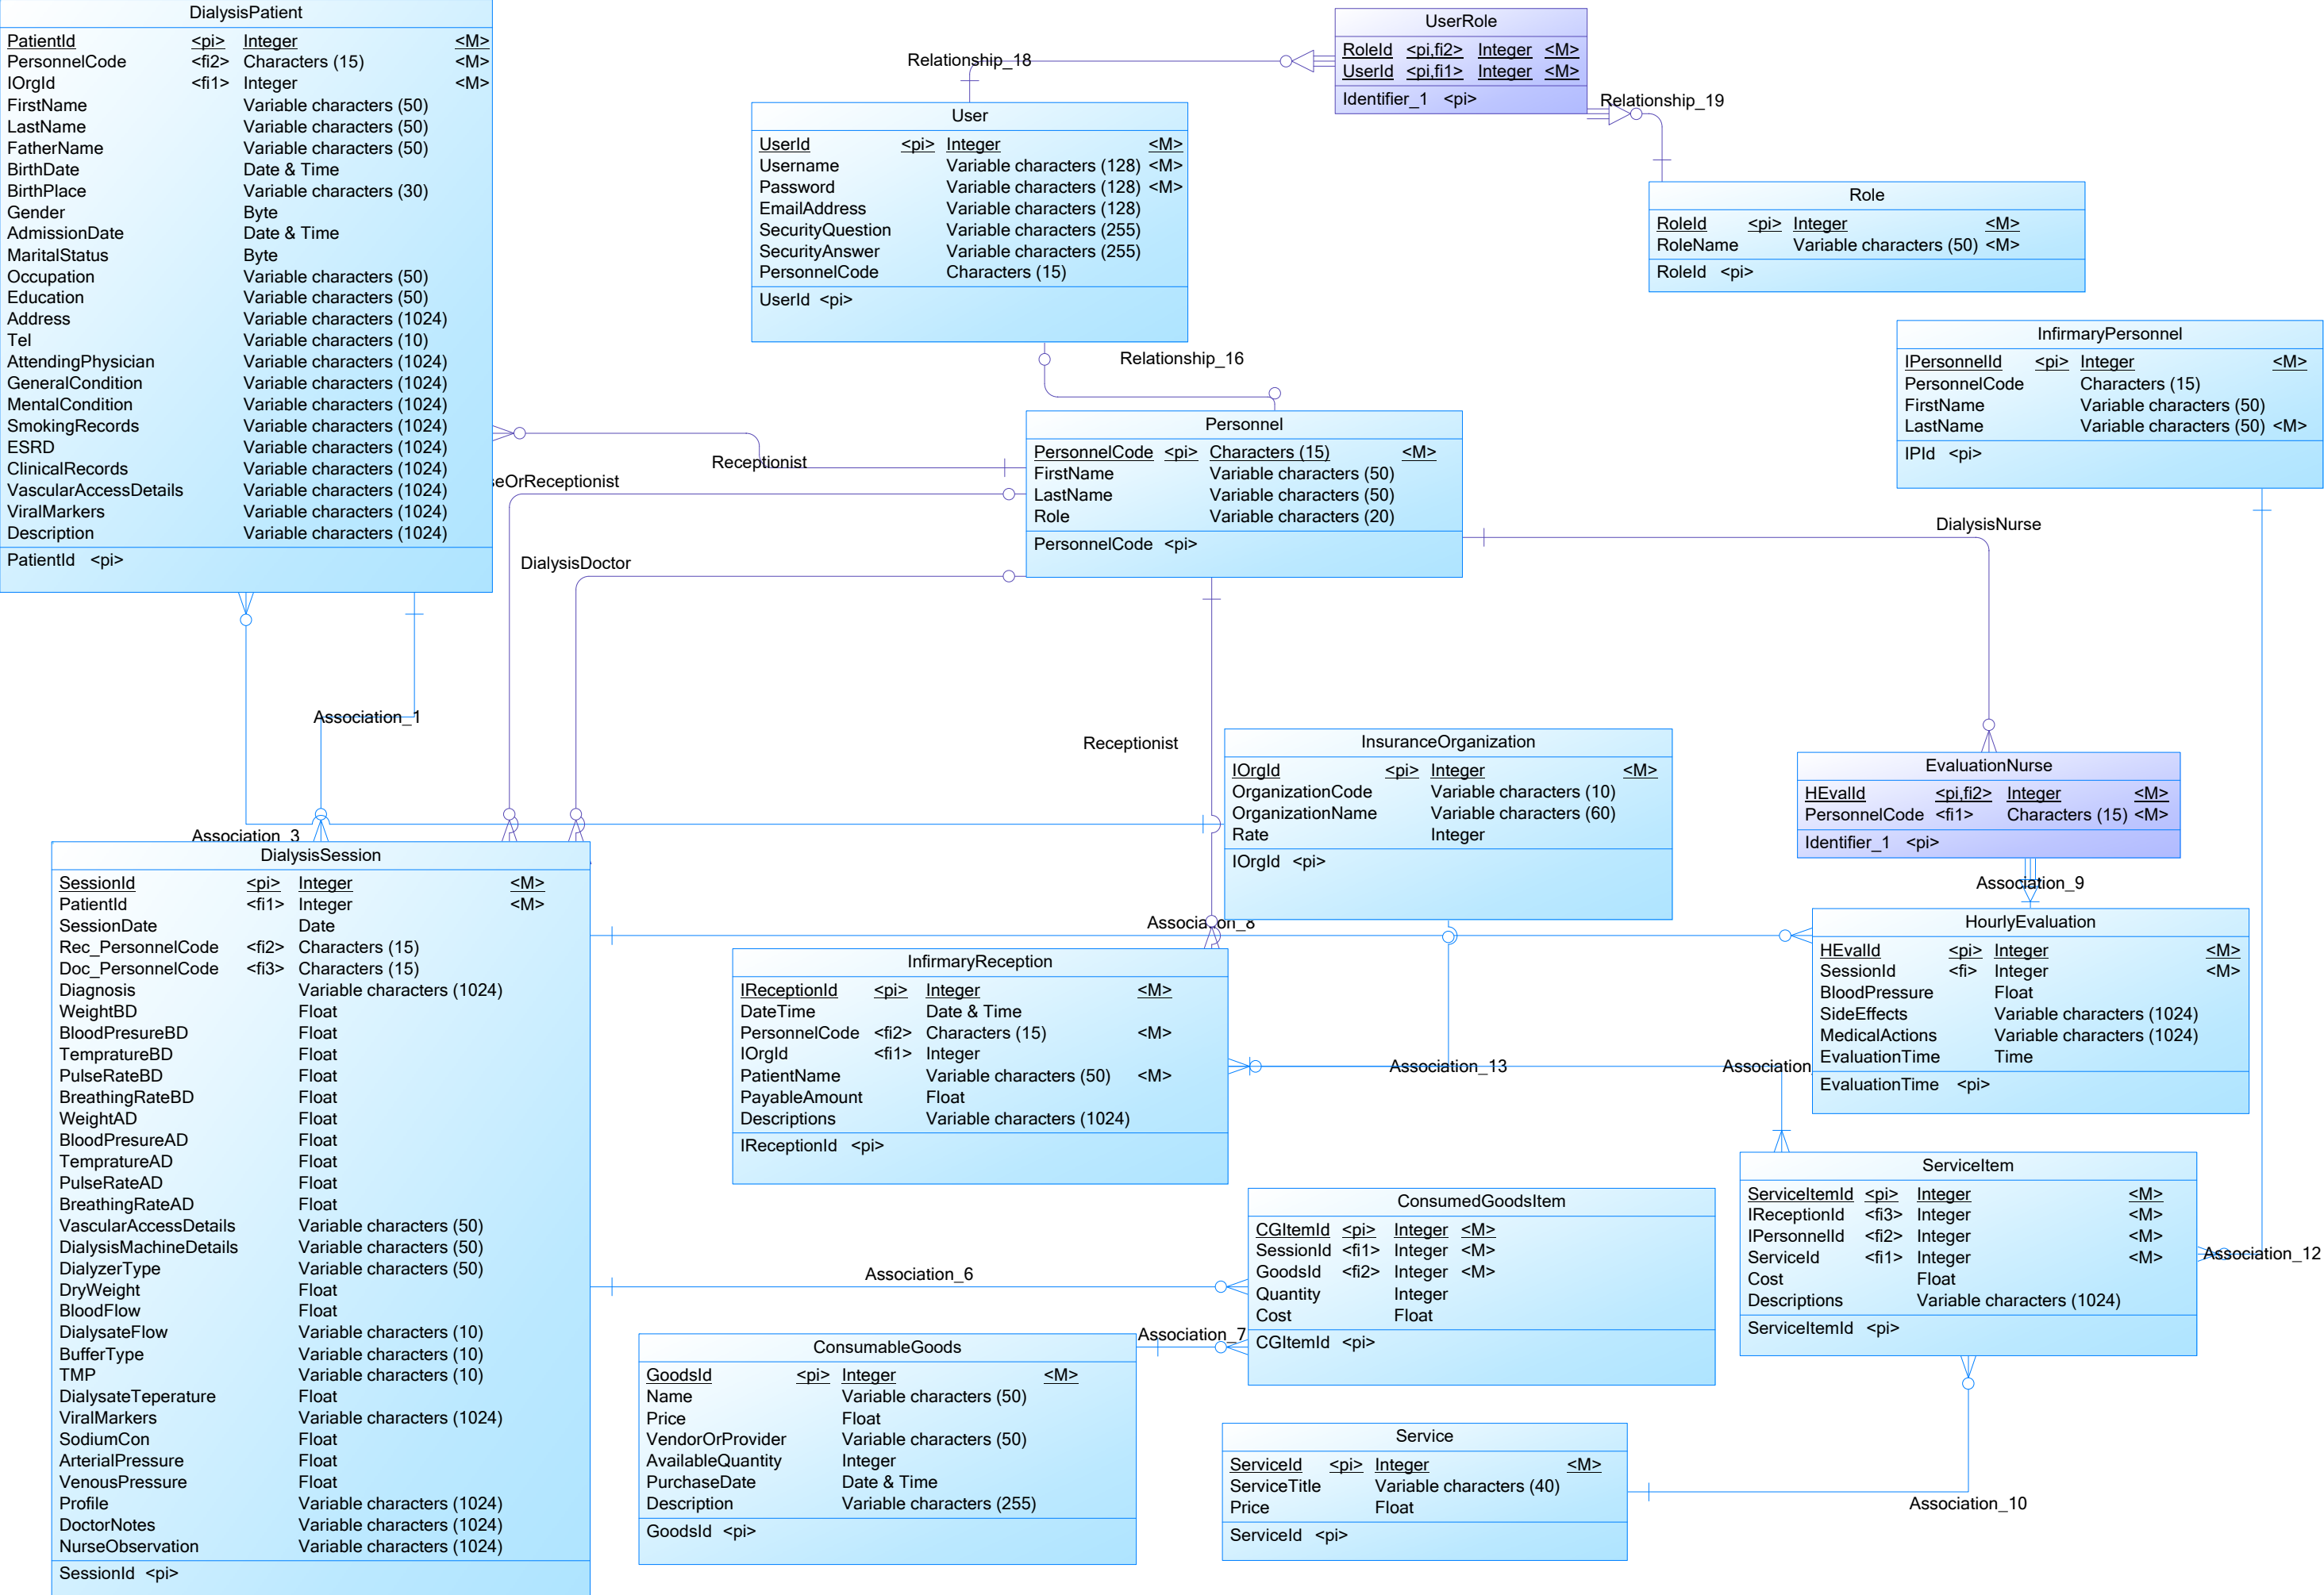 DialysisPatient
PatientId <pi> Integer <M>
PersonnelCode <fi2> Characters (15) <M>
IOrgId <fi1> Integer <M>
FirstName Variable characters (50)
LastName Variable characters (50)
FatherName Variable characters (50)
BirthDate Date & Time
BirthPlace Variable characters (30)
Gender Byte
AdmissionDate Date & Time
MaritalStatus Byte
Occupation Variable characters (50)
Education Variable characters (50)
Address Variable characters (1024)
Tel Variable characters (10)
AttendingPhysician Variable characters (1024)
GeneralCondition Variable characters (1024)
MentalCondition Variable characters (1024)
SmokingRecords Variable characters (1024)
ESRD Variable characters (1024)
ClinicalRecords Variable characters (1024)
VascularAccessDetails Variable characters (1024)
ViralMarkers Variable characters (1024)
Description Variable characters (1024)
PatientId <pi>
Relationship_18
UserRole
RoleId <pi,fi2> Integer <M>
UserId <pi,fi1> Integer <M>
Identifier_1 <pi>
Relationship_19
User
UserId <pi> Integer <M>
Username Variable characters (128) <M>
Password Variable characters (128) <M>
EmailAddress Variable characters (128)
SecurityQuestion Variable characters (255)
SecurityAnswer Variable characters (255)
PersonnelCode Characters (15)
UserId <pi>
Role
RoleId <pi> Integer <M>
RoleName Variable characters (50) <M>
RoleId <pi>
InfirmaryPersonnel
IPersonnelId <pi> Integer <M>
PersonnelCode Characters (15)
FirstName Variable characters (50)
LastName Variable characters (50) <M>
IPId <pi>
Relationship_16
Receptionist
seOrReceptionist
DialysisDoctor
Personnel
PersonnelCode <pi> Characters (15) <M>
FirstName Variable characters (50)
LastName Variable characters (50)
Role Variable characters (20)
PersonnelCode <pi>
DialysisNurse
Association_1
Receptionist
Association_3
InsuranceOrganization
IOrgId <pi> Integer <M>
OrganizationCode Variable characters (10)
OrganizationName Variable characters (60)
Rate Integer
IOrgId <pi>
EvaluationNurse
HEvalId <pi,fi2> Integer <M>
PersonnelCode <fi1> Characters (15) <M>
Identifier_1 <pi>
Association_9
Association_8
DialysisSession
SessionId <pi> Integer <M>
PatientId <fi1> Integer <M>
SessionDate Date
Rec_PersonnelCode <fi2> Characters (15)
Doc_PersonnelCode <fi3> Characters (15)
Diagnosis Variable characters (1024)
WeightBD Float
BloodPresureBD Float
TempratureBD Float
PulseRateBD Float
BreathingRateBD Float
WeightAD Float
BloodPresureAD Float
TempratureAD Float
PulseRateAD Float
BreathingRateAD Float
VascularAccessDetails Variable characters (50)
DialysisMachineDetails Variable characters (50)
DialyzerType Variable characters (50)
DryWeight Float
BloodFlow Float
DialysateFlow Variable characters (10)
BufferType Variable characters (10)
TMP Variable characters (10)
DialysateTeperature Float
ViralMarkers Variable characters (1024)
SodiumCon Float
ArterialPressure Float
VenousPressure Float
Profile Variable characters (1024)
DoctorNotes Variable characters (1024)
NurseObservation Variable characters (1024)
SessionId <pi>
InfirmaryReception
IReceptionId <pi> Integer <M>
DateTime Date & Time
PersonnelCode <fi2> Characters (15) <M>
IOrgId <fi1> Integer
PatientName Variable characters (50) <M>
PayableAmount Float
Descriptions Variable characters (1024)
IReceptionId <pi>
Association_13
Association
HourlyEvaluation
HEvalId <pi> Integer <M>
SessionId <fi> Integer <M>
BloodPressure Float
SideEffects Variable characters (1024)
MedicalActions Variable characters (1024)
EvaluationTime Time
EvaluationTime <pi>
ServiceItem
ServiceItemId <pi> Integer <M>
IReceptionId <fi3> Integer <M>
IPersonnelId <fi2> Integer <M>
ServiceId <fi1> Integer <M>
Cost Float
Descriptions Variable characters (1024)
ServiceItemId <pi>
Association_12
Association_6
ConsumedGoodsItem
CGItemId <pi> Integer <M>
SessionId <fi1> Integer <M>
GoodsId <fi2> Integer <M>
Quantity Integer
Cost Float
CGItemId <pi>
Association_7
ConsumableGoods
GoodsId <pi> Integer <M>
Name Variable characters (50)
Price Float
VendorOrProvider Variable characters (50)
AvailableQuantity Integer
PurchaseDate Date & Time
Description Variable characters (255)
GoodsId <pi>
Service
ServiceId <pi> Integer <M>
ServiceTitle Variable characters (40)
Price Float
ServiceId <pi>
Association_10